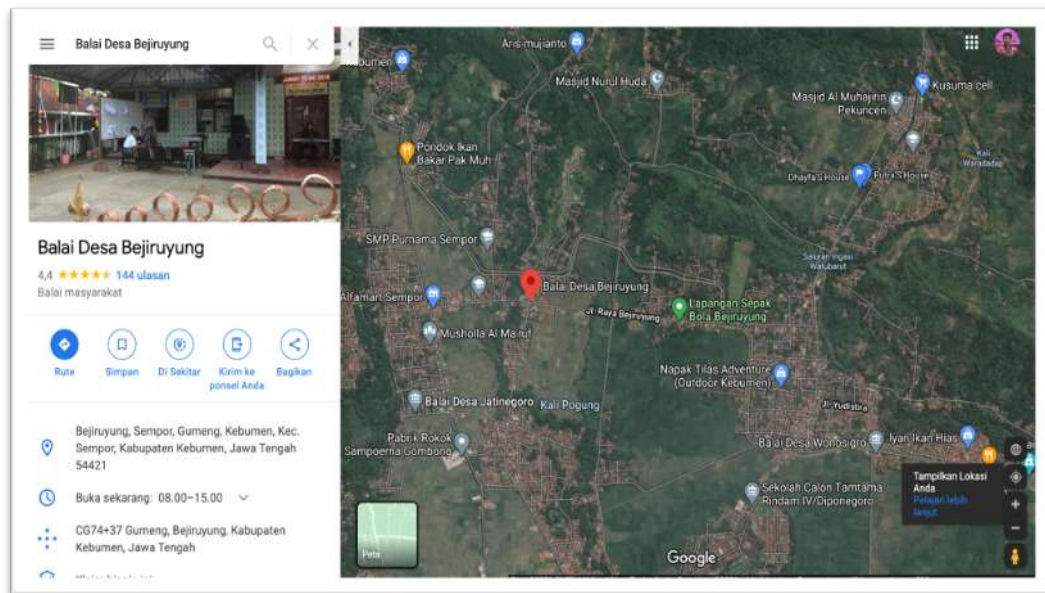 Balai Desa Bejiruyung
Balai Desa Bejiruyung
4,4
144 ulasan
Balai masyarakat
Rute
Simpan
Di Sekitar
Kirim ke
ponsel Anda
Bagikan
Bejiruyung, Sempor, Gumeng, Kebumen, Kec.
Sempor, Kabupaten Kebumen, Jawa Tengah
54421
Buka sekarang: 08.00–15.00
CG74+37 Gumeng, Bejiruyung, Kabupaten
Kebumen, Jawa Tengah
Aris mujianto
Masjid Nurul Huda
Masjid Al Muhajirin
Pekuncen
Kusuma cell
Pondok Ikan
Bakar Pak Muh
Dhayfa'S House
Putra'S House
SMP Purnama Sempor
Balai Desa Bejiruyung
Alfamart Sempor
Lapangan Sepak
Bola Bejiruyung
Jl. Raya Bejiruyung
Musholla Al Ma'ruf
Napak Tilas Adventure
(Outdoor Kebumen)
Jl. Yudistira
Balai Desa Jatinegoro
Kali Pogung
Pabrik Rokok
Sampoerna Gombong
Balai Desa Wonosigro
Ilyan Ikan Hias
Tampilkan Lokasi
Anda
Pelajari lebih
lanjut
Sekolah Calon Tamtama
Rindam IV/Diponegoro
Peta
Google